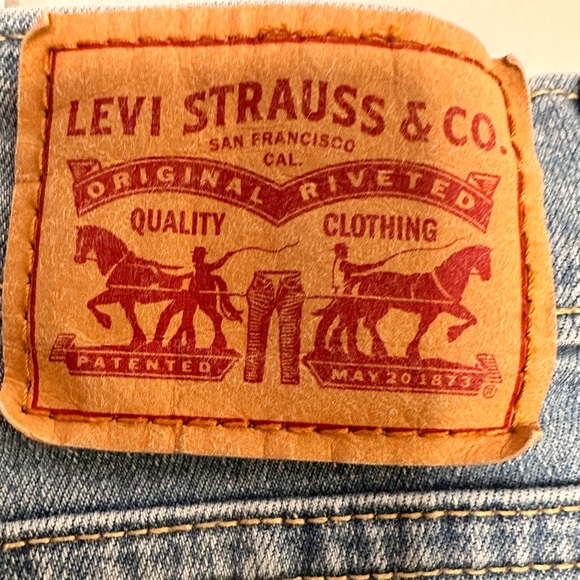 LEVI STRAUSS & CO.
SAN FRANCISCO
CAL.
ORIGINAL RIVETED
QUALITY CLOTHING
PATENTED MAY 20 1873
®